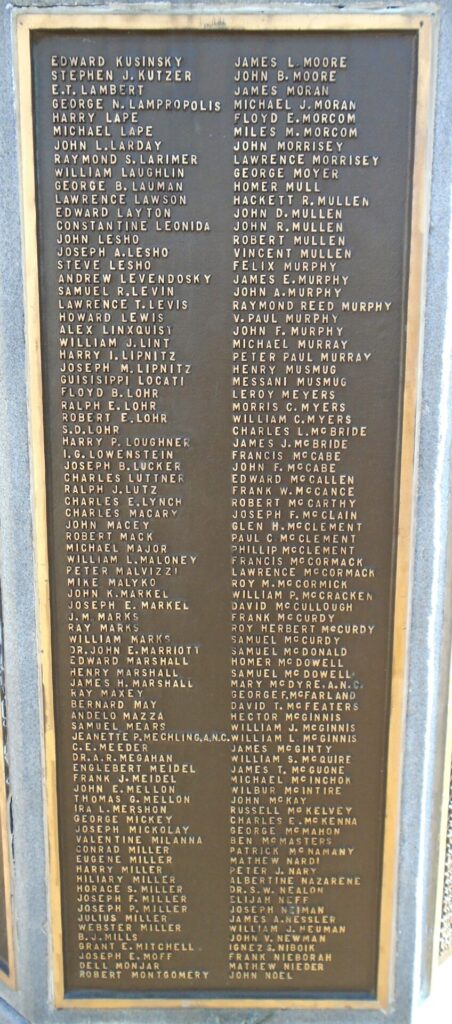 EDWARD KUSINSKY
STEPHEN J. KUTZER
E.T. LAMBERT
GEORGE N. LAMPROPOLIS
HARRY LAPE
MICHAEL LAPE
JOHN L. LARDAY
RAYMOND S. LARIMER
WILLIAM LAUGHLIN
GEORGE B. LAUMAN
LAWRENCE LAWSON
EDWARD LAYTON
CONSTANTINE LEONIDA
JOHN LESHO
JOSEPH A. LESHO
STEVE LESHO
ANDREW LEVENDOSKY
SAMUEL R. LEVIN
LAWRENCE T. LEVIS
HOWARD LEWIS
ALEX LINXQUIST
WILLIAM J. LINT
HARRY I. LIPNITZ
JOSEPH M. LIPNITZ
GUISISIPPI LOCATI
FLOYD B. LOHR
RALPH E. LOHR
ROBERT E. LOHR
S.D. LOHR
HARRY P. LOUGHNER
I.G. LOWENSTEIN
JOSEPH B. LUCKER
CHARLES LUTTNER
RALPH J. LUTZ
CHARLES E. LYNCH
CHARLES MACARY
JOHN MACEY
ROBERT MACK
MICHAEL MAJOR
WILLIAM L. MALONEY
PETER MALVIZZI
MIKE MALYKO
JOHN K. MARKEL
JOSEPH E. MARKEL
J.M. MARKS
RAY MARKS
WILLIAM MARKS
DR. JOHN E. MARRIOTT
EDWARD MARSHALL
HENRY MARSHALL
JAMES H. MARSHALL
RAY MAXEY
BERNARD MAY
ANDELO MAZZA
SAMUEL MEARS
JEANETTE P. MECHLING, A.N.C.
C.E. MEEDER
DR. A.R. MEGAHAN
ENGLEBERT MEIDEL
FRANK J. MEIDEL
JOHN E. MELLON
THOMAS G. MELLON
IRA L. MERSHON
GEORGE MICKEY
JOSEPH MICKOLAY
VALENTINE MILANNA
CONRAD MILLER
EUGENE MILLER
HARRY MILLER
HILIARY MILLER
HORACE S. MILLER
JOSEPH F. MILLER
JOSEPH P. MILLER
JULIUS MILLER
WEBSTER MILLER
B.J. MILLS
GRANT E. MITCHELL
JOSEPH E. MOFF
DELL MONJAR
ROBERT MONTGOMERY
JAMES L. MOORE
JOHN B. MOORE
JAMES MORAN
MICHAEL J. MORAN
FLOYD E. MORCOM
MILES M. MORCOM
JOHN MORRISEY
LAWRENCE MORRISEY
GEORGE MOYER
HOMER MULL
HACKETT R. MULLEN
JOHN D. MULLEN
JOHN R. MULLEN
ROBERT MULLEN
VINCENT MULLEN
FELIX MURPHY
JAMES E. MURPHY
JOHN A. MURPHY
RAYMOND REED MURPHY
V. PAUL MURPHY
JOHN F. MURPHY
MICHAEL MURRAY
PETER PAUL MURRAY
HENRY MUSMUG
MESSANI MUSMUG
LEROY MEYERS
MORRIS C. MYERS
WILLIAM G. MYERS
CHARLES L. McBRIDE
JAMES J. McBRIDE
FRANCIS McCABE
JOHN F. McCABE
EDWARD McCALLEN
FRANK W. McCANCE
ROBERT McCARTHY
JOSEPH F. McCLAIN
GLEN H. McCLEMENT
PAUL C. McCLEMENT
PHILLIP McCLEMENT
FRANCIS McCORMACK
LAWRENCE McCORMACK
ROY M. McCORMICK
WILLIAM P. McCRACKEN
DAVID McCULLOUGH
FRANK McCURDY
ROY HERBERT McCURDY
SAMUEL McCURDY
SAMUEL McDONALD
HOMER McDOWELL
SAMUEL McDOWELL
MARY McDYRE, A.N.C.
GEORGE F. McFARLAND
DAVID T. McFEATERS
HECTOR McGINNIS
WILLIAM J. McGINNIS
WILLIAM L. McGINNIS
JAMES McGINTY
WILLIAM S. McGUIRE
JAMES T. McGUONE
MICHAEL McINCHOK
WILBUR McINTIRE
JOHN McKAY
RUSSELL McKELVEY
CHARLES E. McKENNA
GEORGE McMAHON
BEN McMASTERS
PATRICK McNAMANY
MATHEW NARDI
PETER J. NARY
ALBERTINE NAZARENE
DR. S.W. NEALON
ELIJAH NEFF
JOSEPH NEIMAN
JAMES A. NESSLER
WILLIAM J. NEUMAN
JOHN V. NEWMAN
IGNEZ S. NIBOIK
FRANK NIEBORAH
MATHEW NIEDER
JOHN NOEL